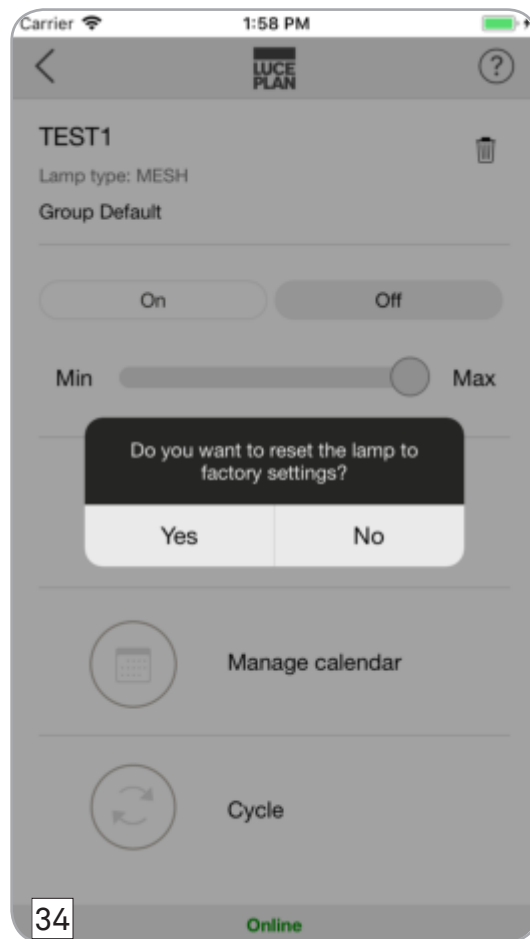 Carrier 1:58 PM
LUCE
PLAN
?
TEST1
Lamp type: MESH
Group Default
On Off
Min Max
Do you want to reset the lamp to
factory settings?
Yes No
Manage calendar
Cycle
34
Online